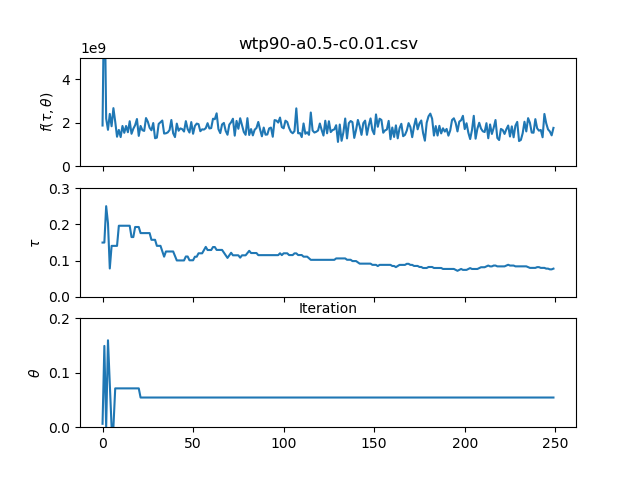 wtp90-a0.5-c0.01.csv
1e9
f(τ, θ)
4
2
0
τ
0.3
0.2
0.1
0.0
Iteration
θ
0.2
0.1
0.0
0 50 100 150 200 250